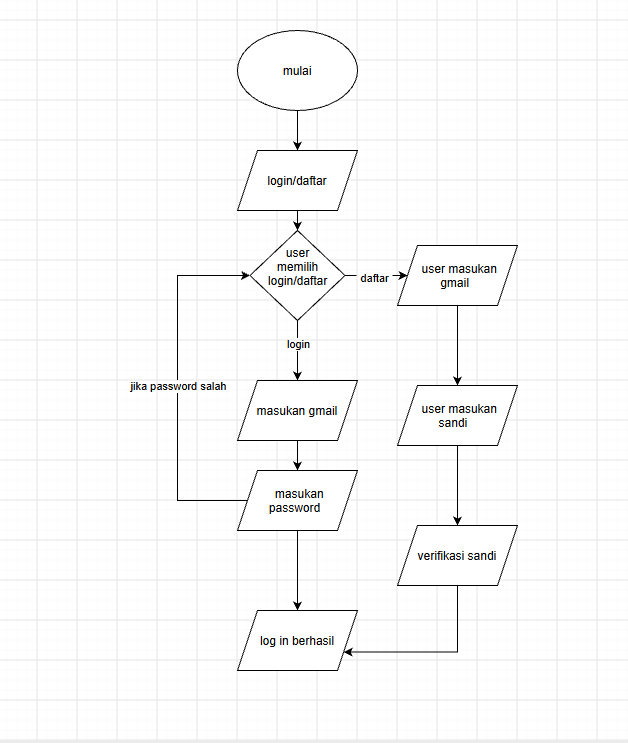 mulai
login/daftar
user
memilih
login/daftar
daftar
user masukan
gmail
login
jika password salah
masukan gmail
user masukan
sandi
masukan
password
verifikasi sandi
log in berhasil